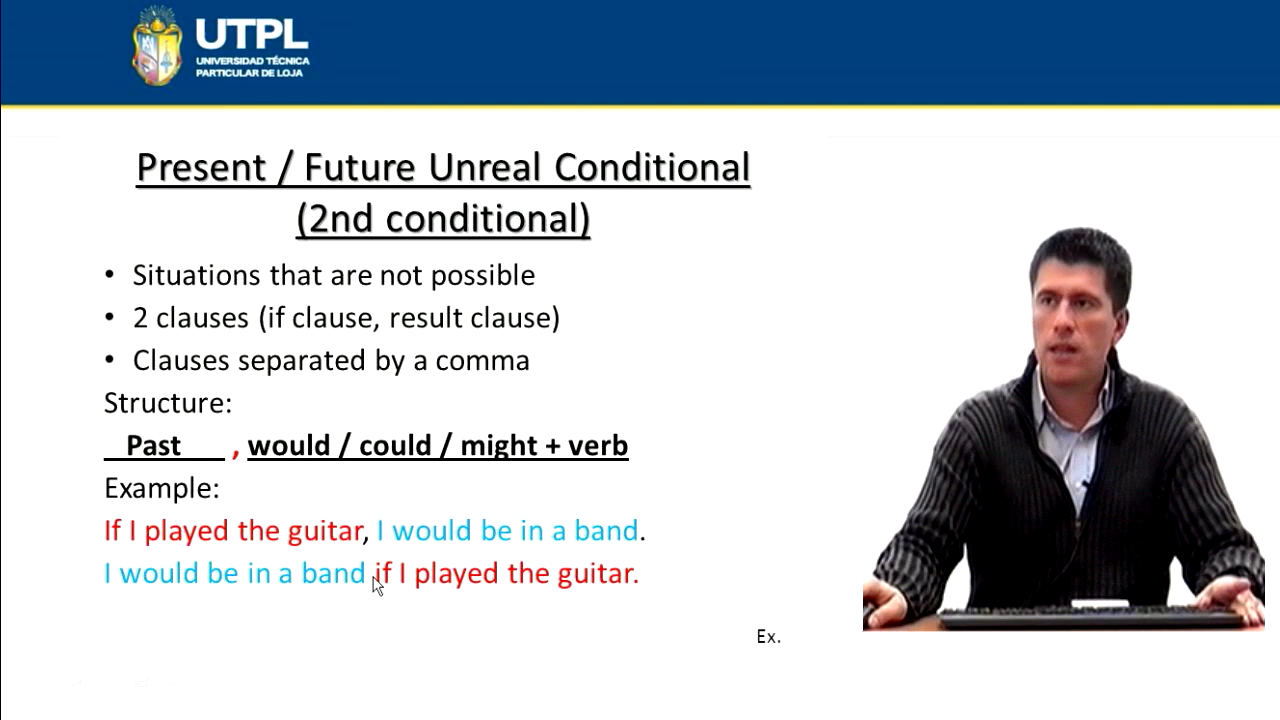 UTPL
UNIVERSIDAD TÉCNICA
PARTICULAR DE LOJA
Present / Future Unreal Conditional
(2nd conditional)
• Situations that are not possible
• 2 clauses (if clause, result clause)
• Clauses separated by a comma
Structure:
__Past___ , would / could / might + verb
Example:
If I played the guitar, I would be in a band.
I would be in a band if I played the guitar.
Ex.